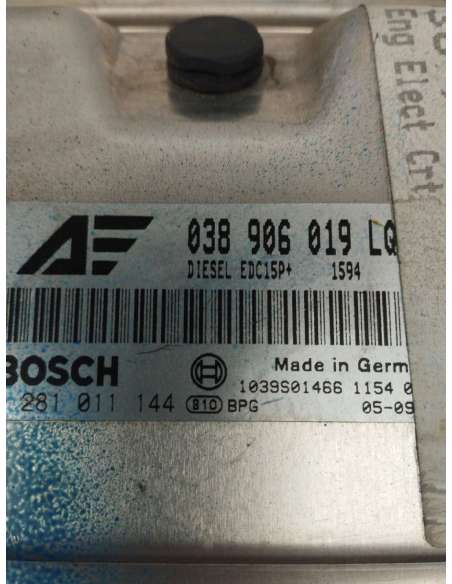 Eng Elect Crt
AE
038 906 019 LQ
DIESEL EDC15P+ 1594
BOSCH
Made in Germ
1039S01466 1154 0
281 011 144 810 BPG
05-09